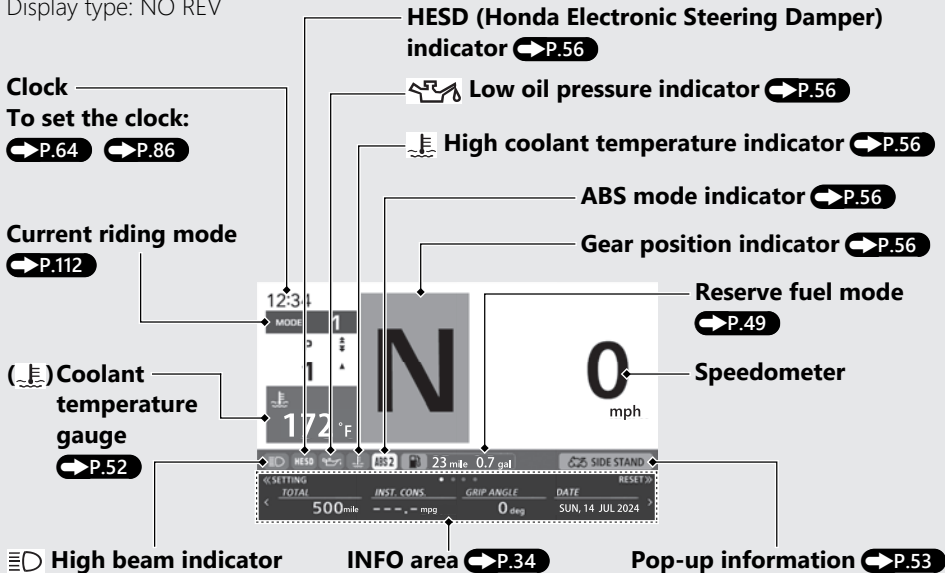 Display type: NO REV
HESD (Honda Electronic Steering Damper)
indicator P.56
Clock
To set the clock:
P.64 P.86
Low oil pressure indicator P.56
High coolant temperature indicator P.56
ABS mode indicator P.56
Current riding mode
P.112
Gear position indicator P.56
Reserve fuel mode
P.49
( ) Coolant
temperature
gauge
P.52
Speedometer
12:34
MODE 1
P
1
172 °F
N
0
mph
HESD ABS 2 23 mile 0.7 gal SIDE STAND
«SETTING RESET»
TOTAL INST. CONS. GRIP ANGLE DATE
500 mile ---.- mpg 0 deg SUN, 14 JUL 2024
High beam indicator INFO area P.34 Pop-up information P.53